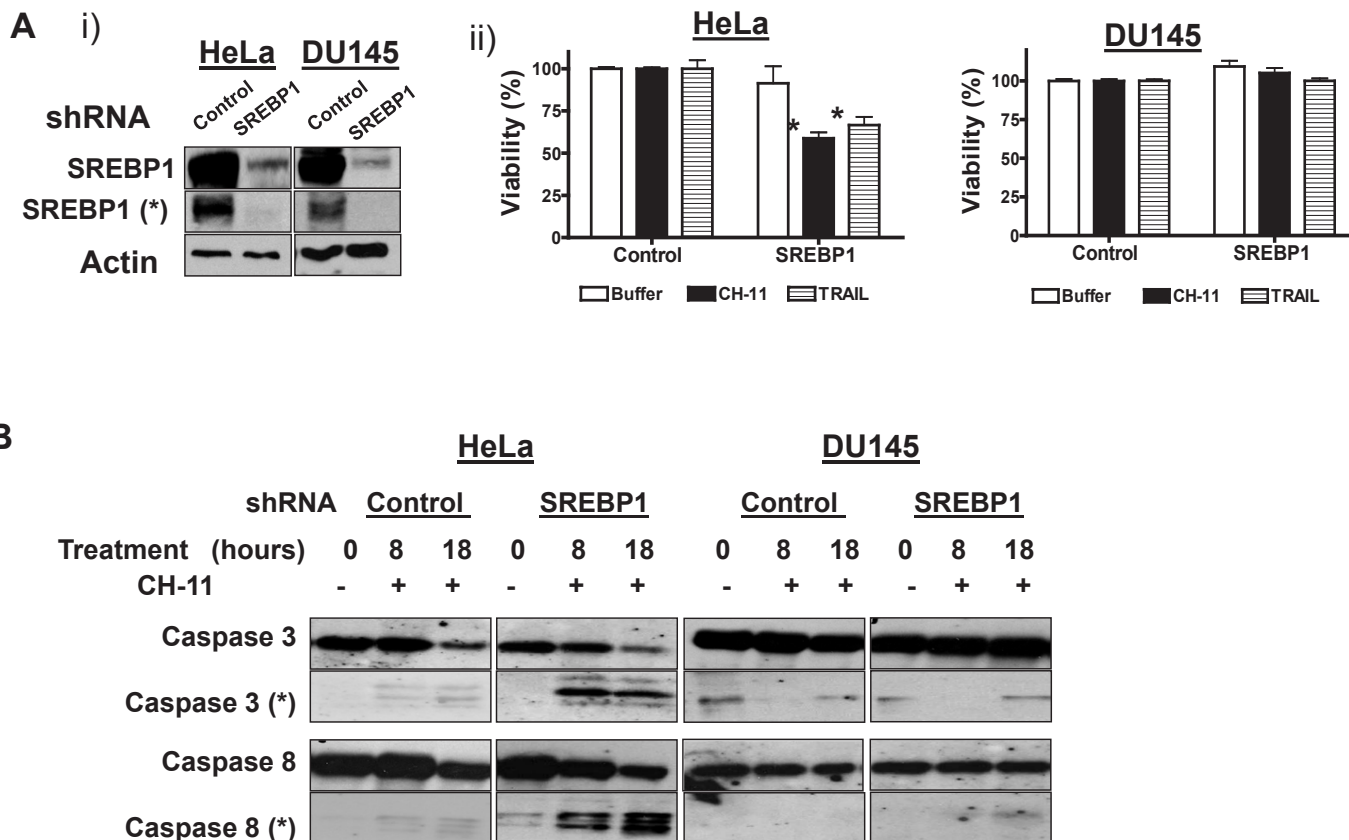 A i)
HeLa DU145
shRNA Control SREBP1 Control SREBP1
SREBP1
SREBP1 (*)
Actin
ii)
HeLa
Viability (%)
100
75
50
25
0
* *
Control SREBP1
Buffer CH-11 TRAIL
DU145
Viability (%)
100
75
50
25
0
Control SREBP1
Buffer CH-11 TRAIL
B
HeLa DU145
shRNA Control SREBP1 Control SREBP1
Treatment (hours) 0 8 18 0 8 18 0 8 18 0 8 18
CH-11 - + + - + + - + + - + +
Caspase 3
Caspase 3 (*)
Caspase 8
Caspase 8 (*)